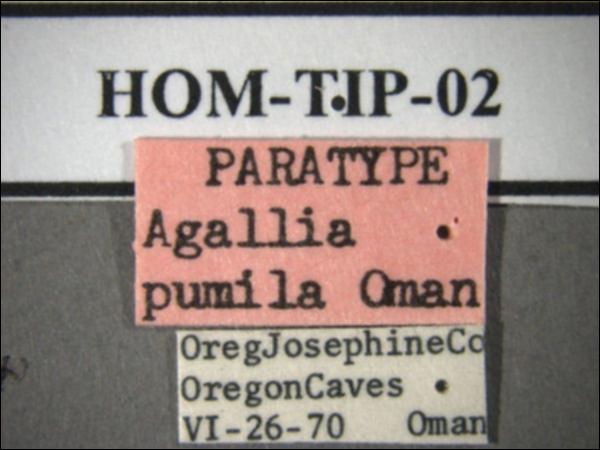 HOM-TIP-02
PARATYPE
Agallia
pumila Oman
OregJosephineCo
OregonCaves
VI-26-70 Oman